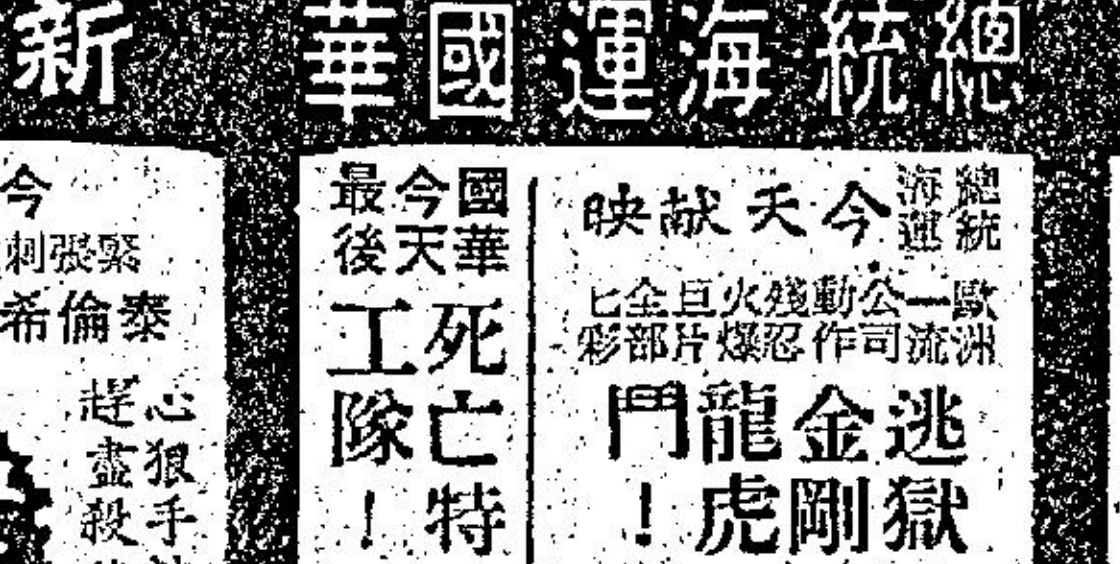 總統海運國華新
總統海運今天献映
歐洲一流公司動作殘忍火爆巨片全部七彩
逃獄金剛龍虎鬥！
國華今天最後
死亡特工隊！
今
緊張刺
泰倫希
心狠手
趕盡殺